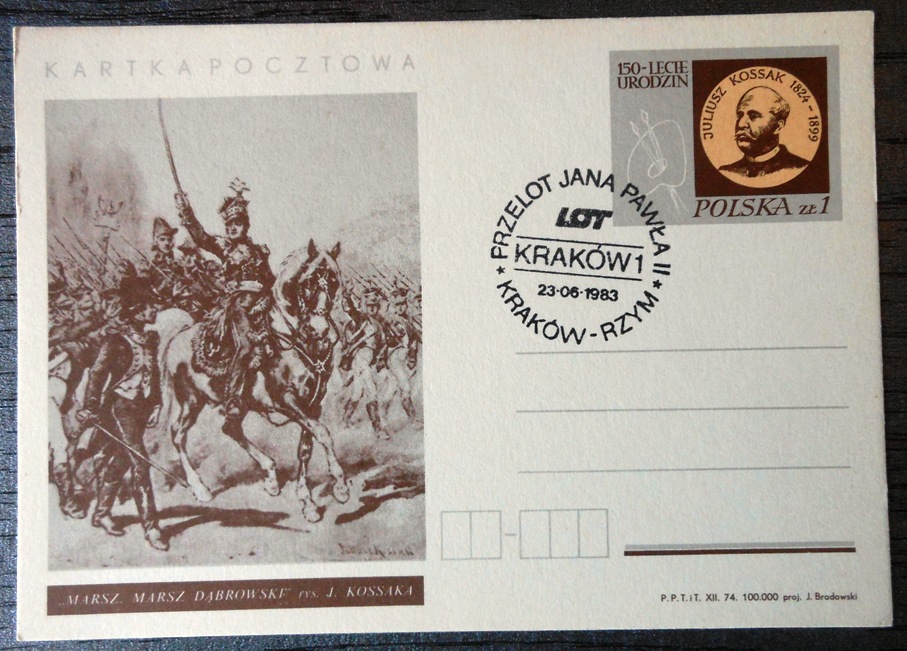 KARTKA POCZTOWA
150-LECIE
URODZIN
JULIUSZ KOSSAK 1824-1899
POLSKA ZŁ 1
PRZELOT JANA PAWŁA II
LOT
KRAKÓW 1
23-06-1983
KRAKÓW-RZYM
„MARSZ, MARSZ DĄBROWSKI” rys. J. KOSSAKA
P.P.T.iT. XII. 74. 100.000 proj. J. Brodowski